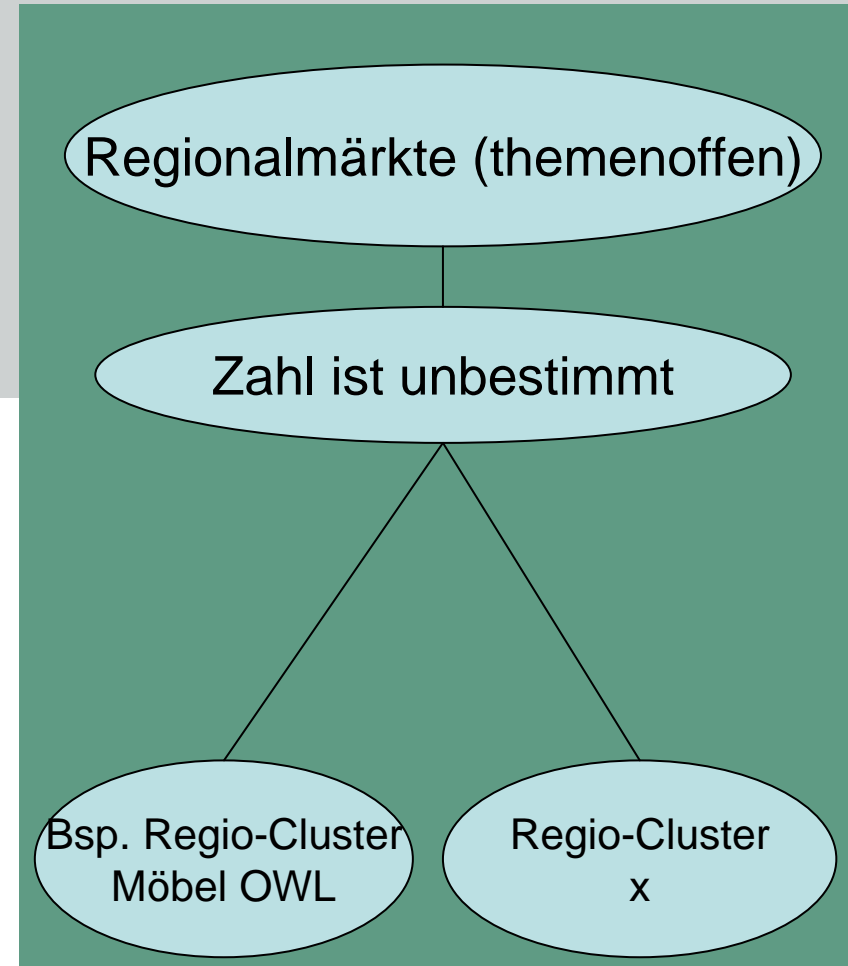 Regionalmärkte (themenoffen)
Zahl ist unbestimmt
Bsp. Regio-Cluster
Möbel OWL
Regio-Cluster
x